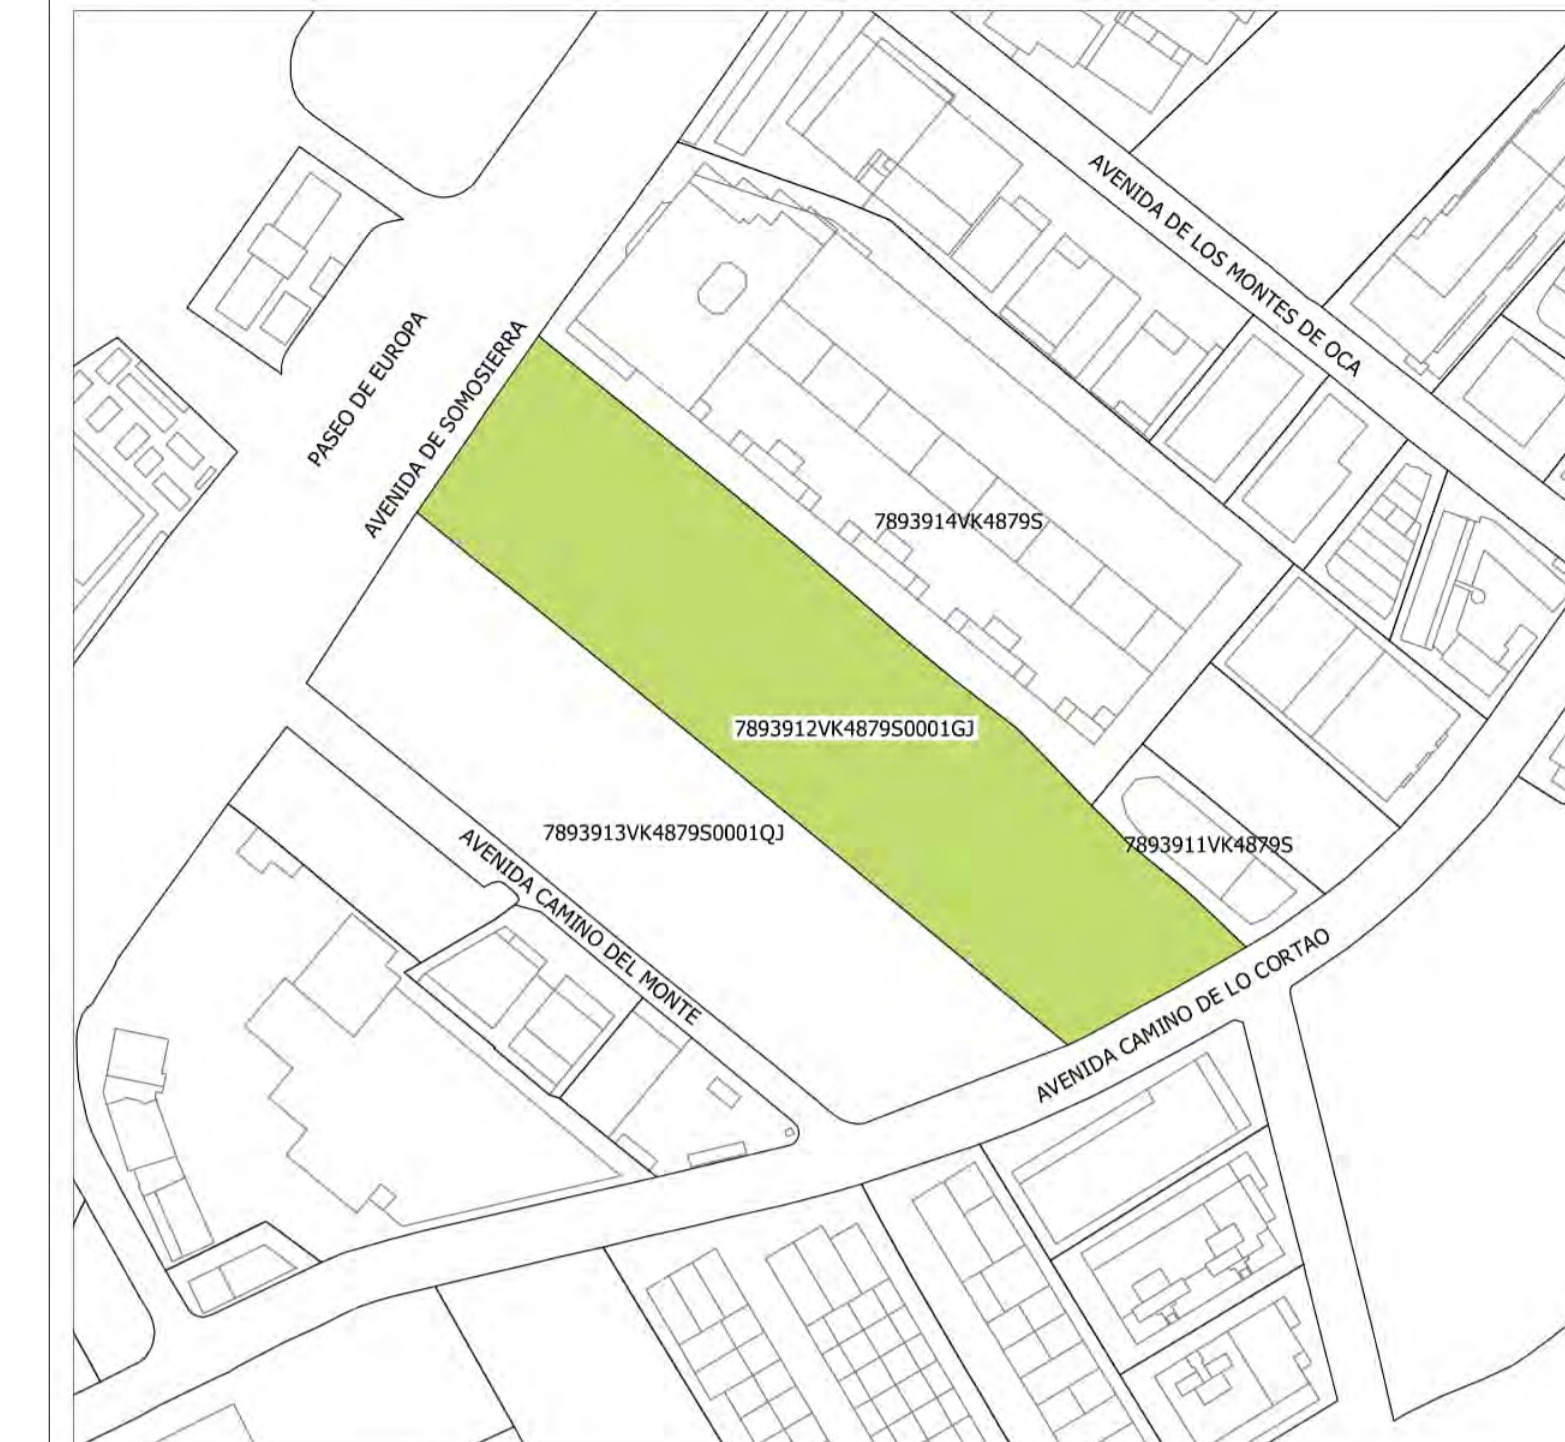 AVENIDA DE LOS MONTES DE OCA
PASEO DE EUROPA
AVENIDA DE SOMOSIERRA
7893914VK4879S
7893912VK4879S0001GJ
7893913VK4879S0001QJ
7893911VK4879S
AVENIDA CAMINO DEL MONTE
AVENIDA CAMINO DE LO CORTAO